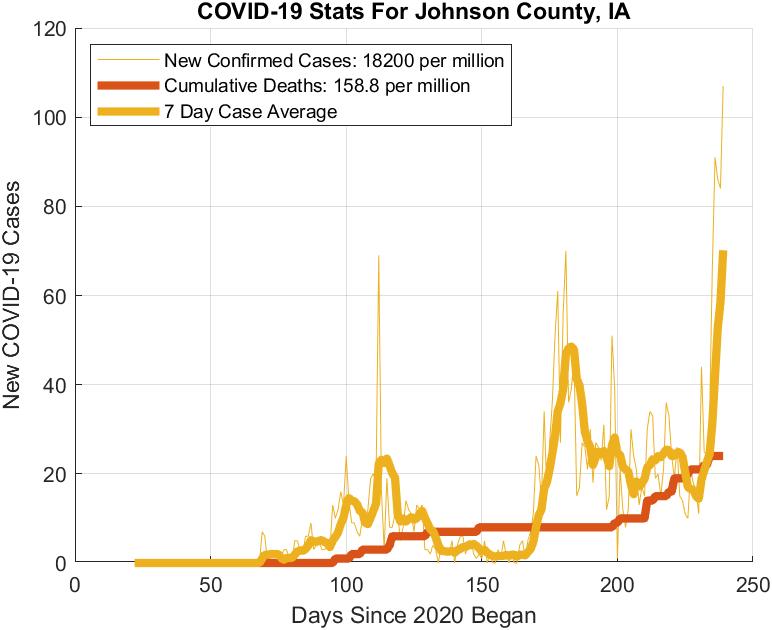 COVID-19 Stats For Johnson County, IA
120
New Confirmed Cases: 18200 per million
Cumulative Deaths: 158.8 per million
7 Day Case Average
100
80
60
40
20
0
New COVID-19 Cases
0 50 100 150 200 250
Days Since 2020 Began